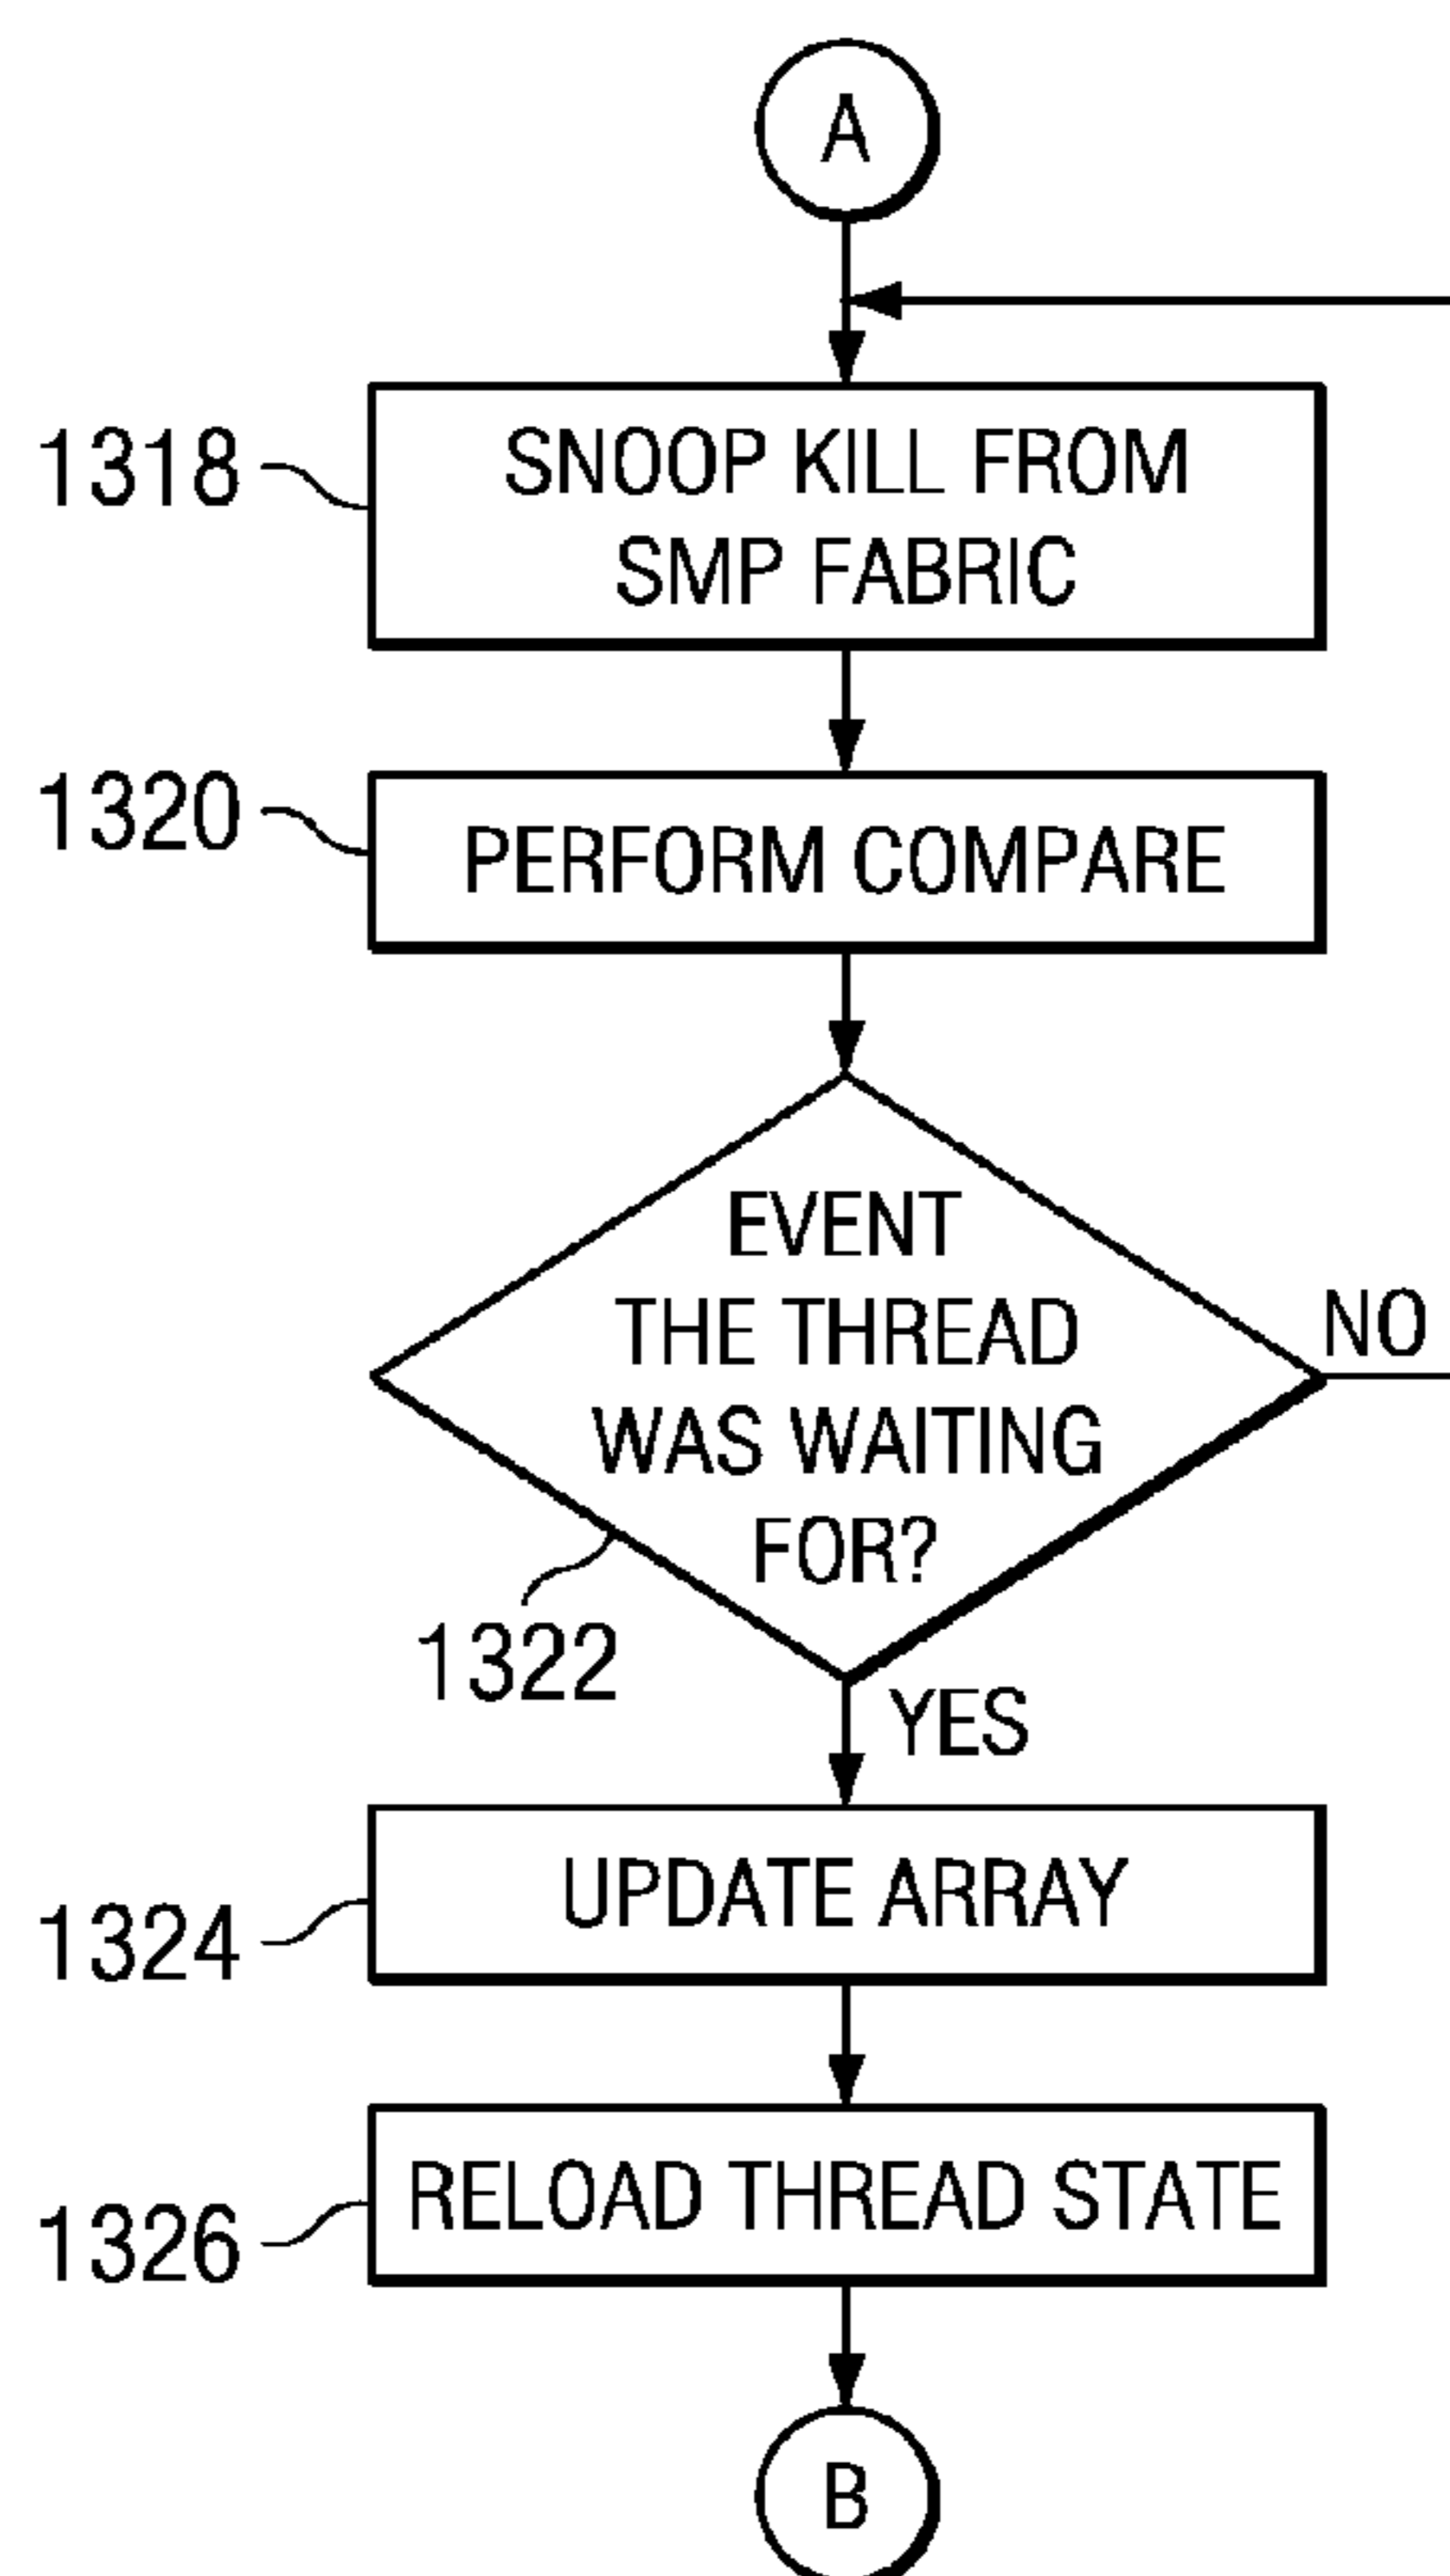 A
1318
SNOOP KILL FROM
SMP FABRIC
1320
PERFORM COMPARE
EVENT
THE THREAD
WAS WAITING
FOR?
NO
1322
YES
1324
UPDATE ARRAY
1326
RELOAD THREAD STATE
B